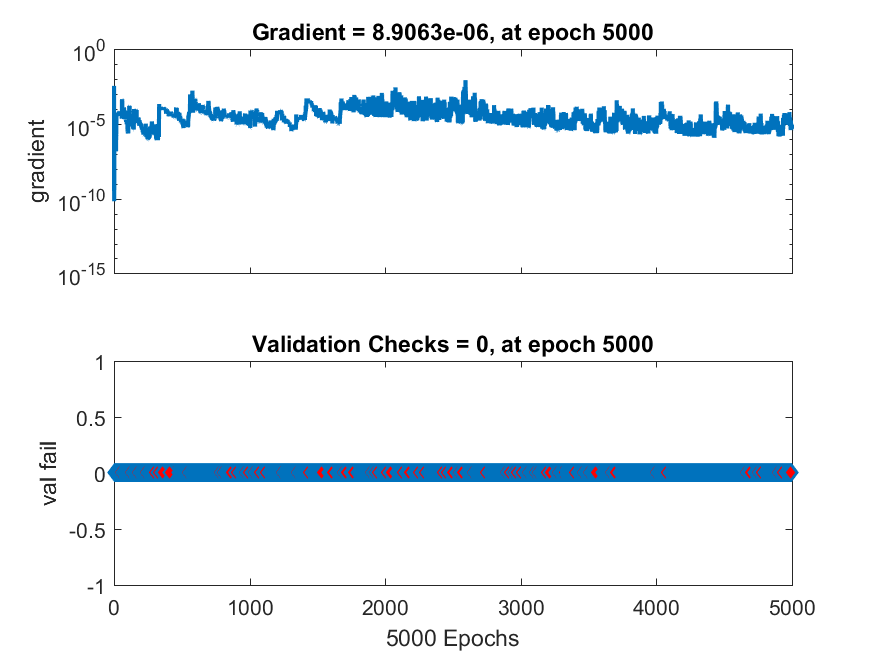 Gradient = 8.9063e-06, at epoch 5000
10^0
10^-5
10^-10
10^-15
gradient
Validation Checks = 0, at epoch 5000
1
0.5
0
-0.5
-1
val fail
0 1000 2000 3000 4000 5000
5000 Epochs